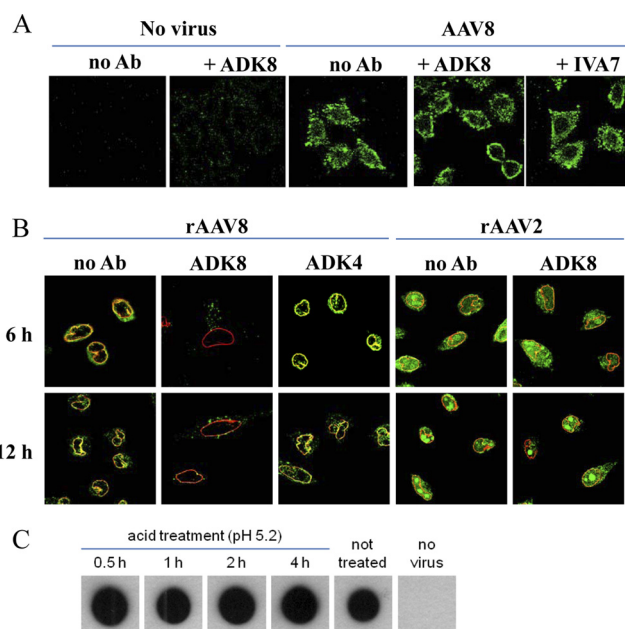 A
No virus
AAV8
no Ab
+ ADK8
no Ab
+ ADK8
+ IVA7
B
rAAV8
rAAV2
no Ab
ADK8
ADK4
no Ab
ADK8
6 h
12 h
C
acid treatment (pH 5.2)
0.5 h
1 h
2 h
4 h
not
treated
no
virus